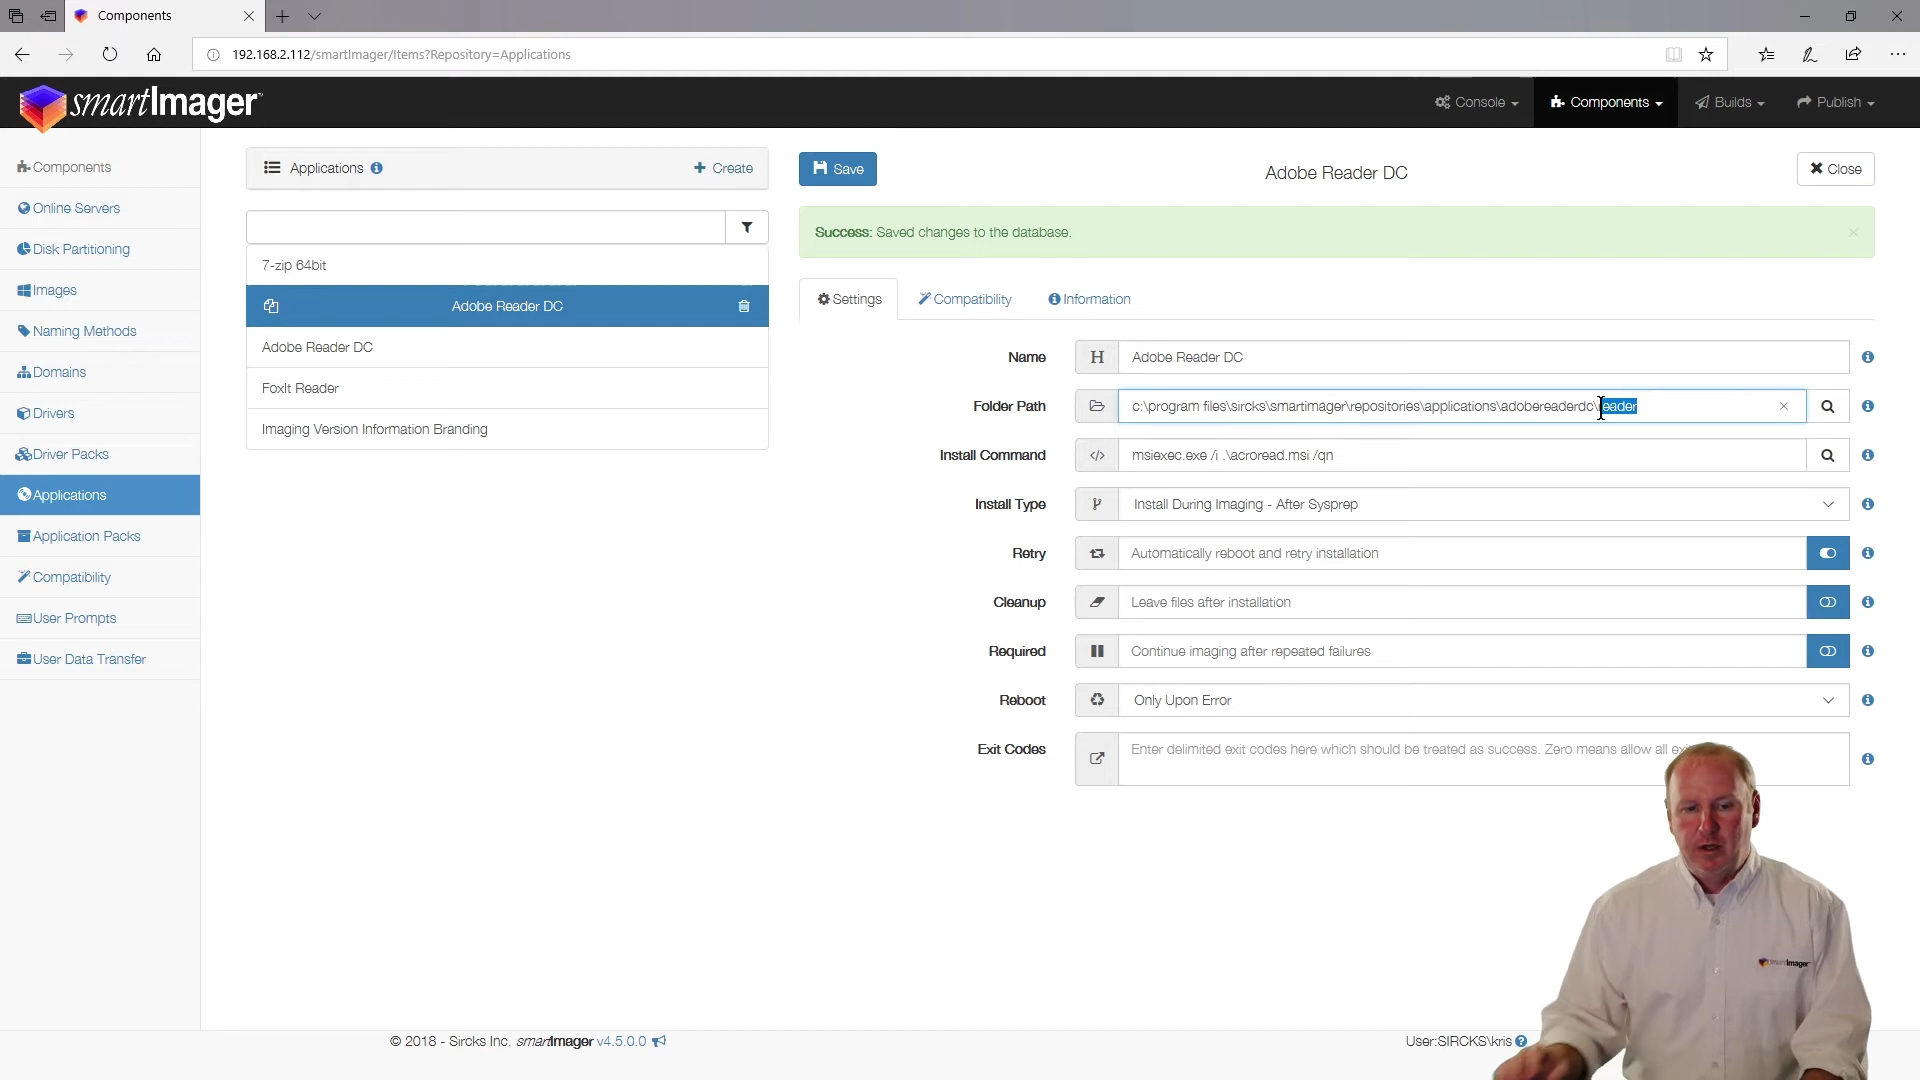 Components
192.168.2.112/smartImager/Items?Repository=Applications
smartImager™
Console
Components
Builds
Publish
Components
Online Servers
Disk Partitioning
Images
Naming Methods
Domains
Drivers
Driver Packs
Applications
Application Packs
Compatibility
User Prompts
User Data Transfer
Applications
Create
7-zip 64bit
Adobe Reader DC
Adobe Reader DC
FoxIt Reader
Imaging Version Information Branding
Save
Adobe Reader DC
Close
Success: Saved changes to the database.
Settings
Compatibility
Information
Name
Adobe Reader DC
Folder Path
c:\program files\sircks\smartimager\repositories\applications\adobereaderdc\reader
Install Command
msiexec.exe /i .\acroread.msi /qn
Install Type
Install During Imaging - After Sysprep
Retry
Automatically reboot and retry installation
Cleanup
Leave files after installation
Required
Continue imaging after repeated failures
Reboot
Only Upon Error
Exit Codes
Enter delimited exit codes here which should be treated as success. Zero means allow all
smartImager
© 2018 - Sircks Inc. smartImager v4.5.0.0
User:SIRCKS\kris